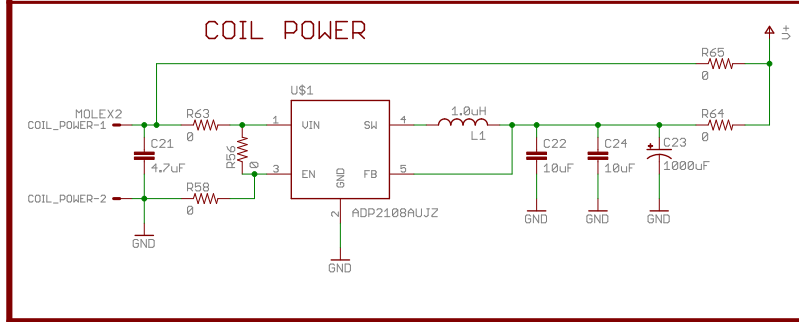 COIL POWER
V+
R65
0
U$1
MOLEX2
COIL_POWER-1
R63
0
1
VIN
SW
4
1.0uH
L1
R64
0
C21
4.7uF
R56
0
3
EN
FB
5
GND
2
C22
10uF
C24
10uF
C23
1000uF
COIL_POWER-2
R58
0
ADP2108AUJZ
GND
GND
GND
GND
GND